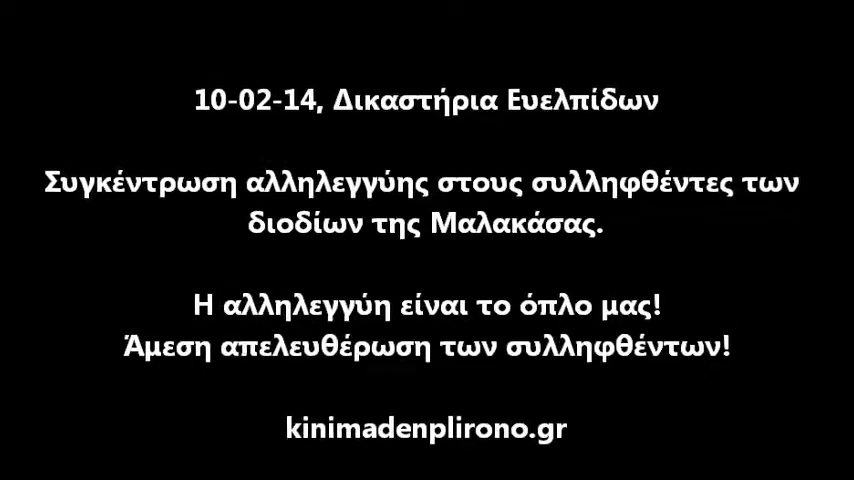 10-02-14, Δικαστήρια Ευελπίδων
Συγκέντρωση αλληλεγγύης στους συλληφθέντες των
διοδίων της Μαλακάσας.
Η αλληλεγγύη είναι το όπλο μας!
Άμεση απελευθέρωση των συλληφθέντων!
kinimadenplirono.gr